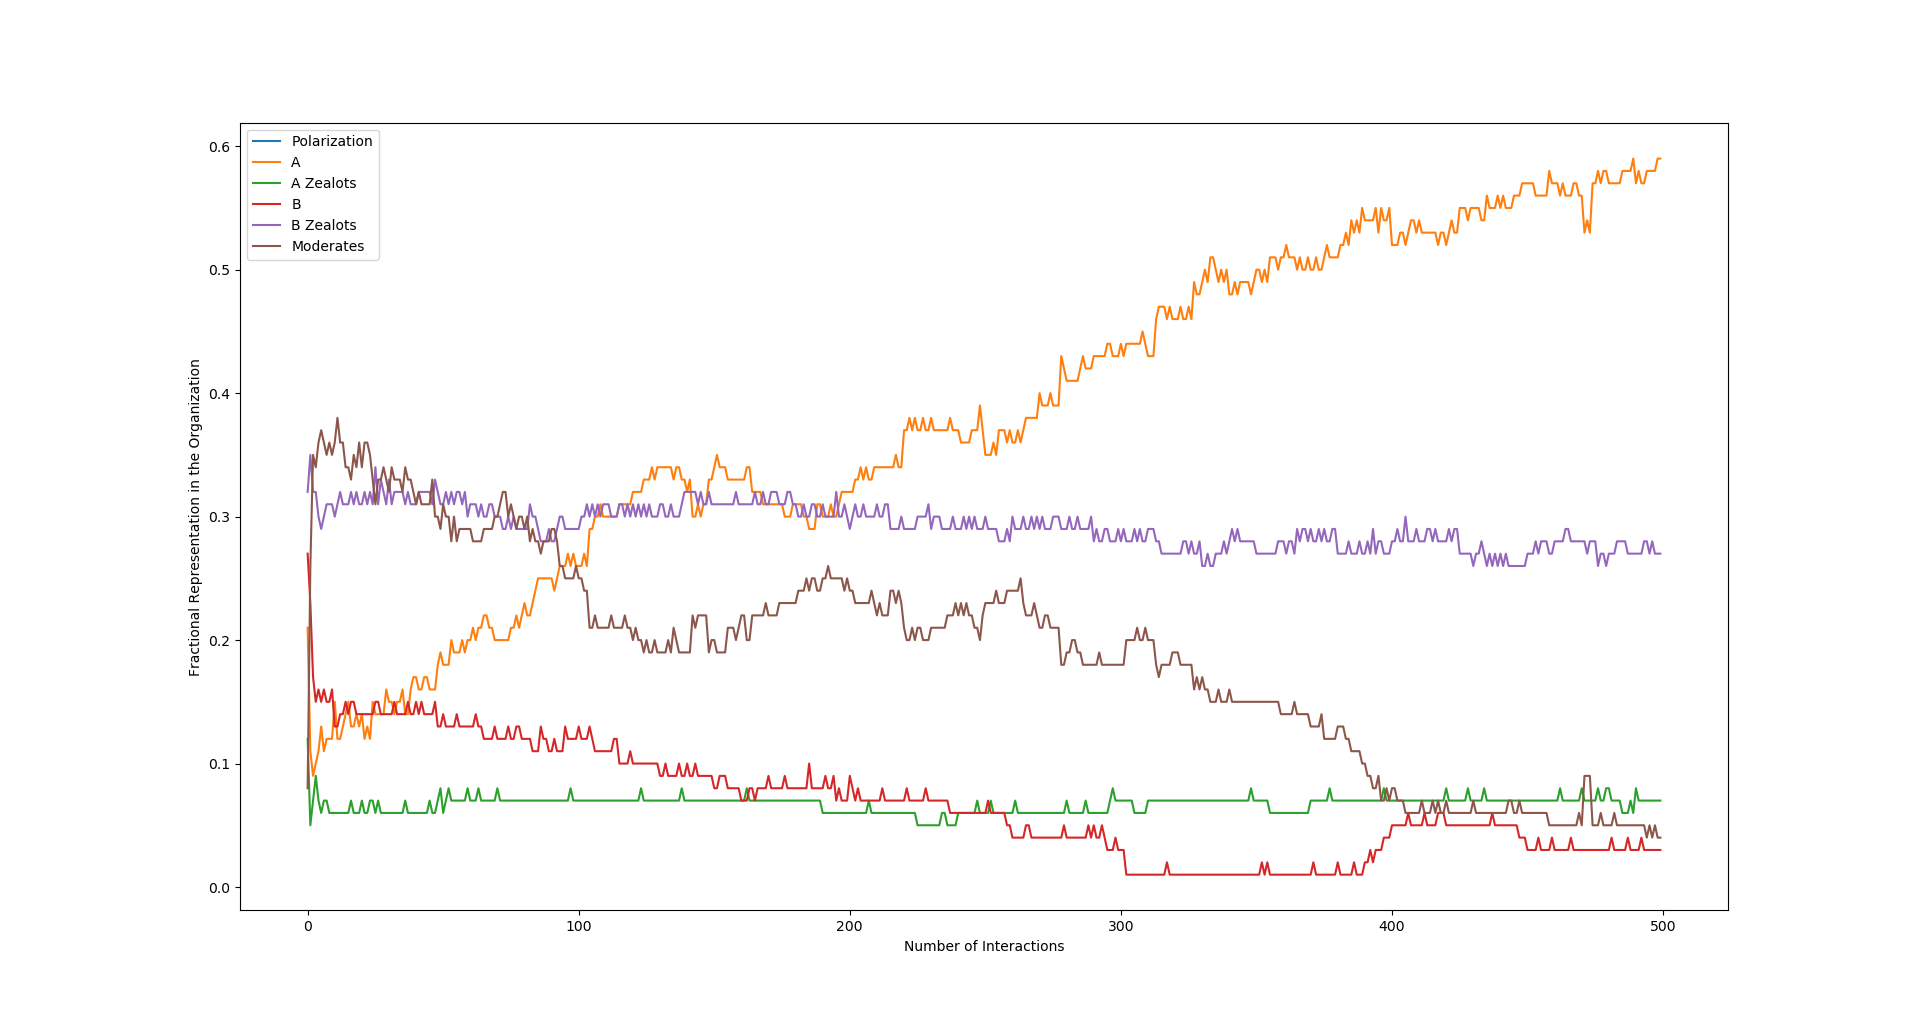 Polarization
A
A Zealots
B
B Zealots
Moderates
0.6
0.5
0.4
0.3
0.2
0.1
0.0
Fractional Representation in the Organization
0 100 200 300 400 500
Number of Interactions